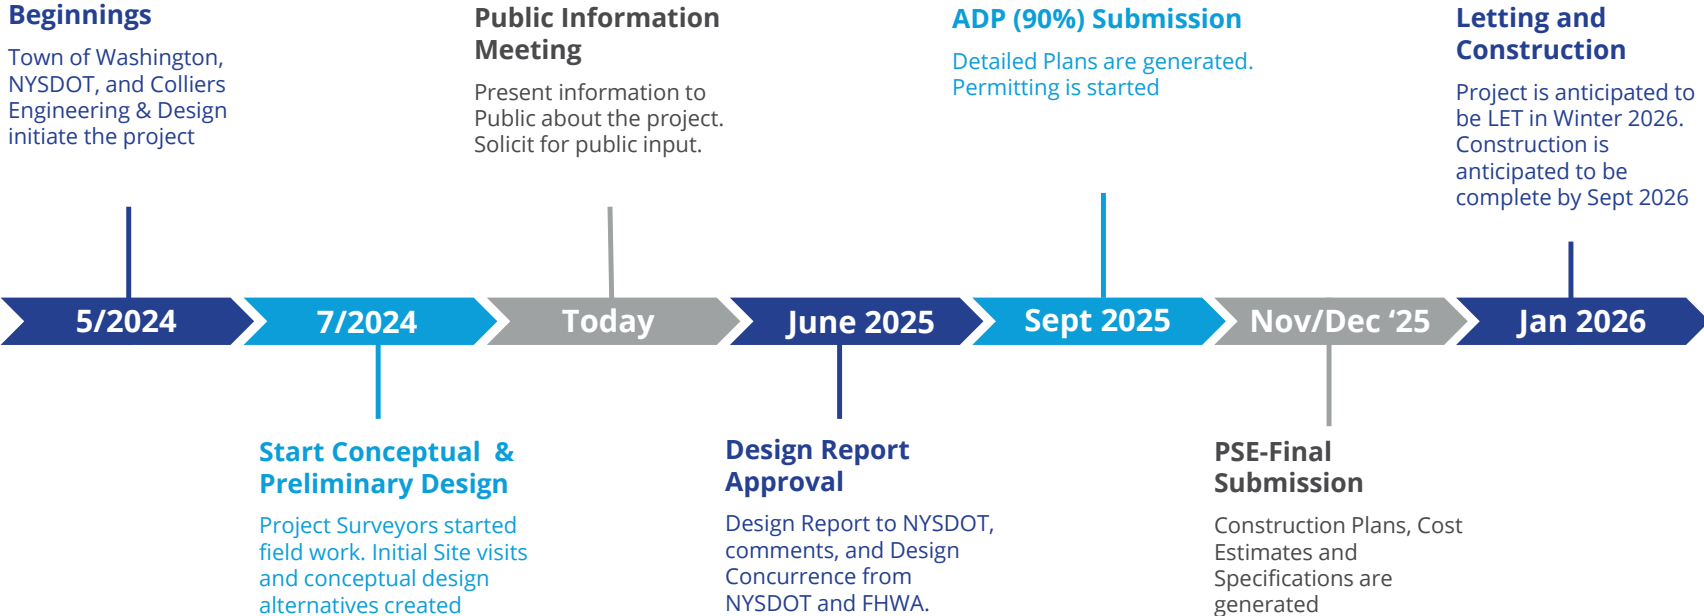 Beginnings
Town of Washington,
NYSDOT, and Colliers
Engineering & Design
initiate the project
Public Information
Meeting
Present information to
Public about the project.
Solicit for public input.
ADP (90%) Submission
Detailed Plans are generated.
Permitting is started
Letting and
Construction
Project is anticipated to
be LET in Winter 2026.
Construction is
anticipated to be
complete by Sept 2026
5/2024
7/2024
Today
June 2025
Sept 2025
Nov/Dec ‘25
Jan 2026
Start Conceptual &
Preliminary Design
Project Surveyors started
field work. Initial Site visits
and conceptual design
alternatives created
Design Report
Approval
Design Report to NYSDOT,
comments, and Design
Concurrence from
NYSDOT and FHWA.
PSE-Final
Submission
Construction Plans, Cost
Estimates and
Specifications are
generated